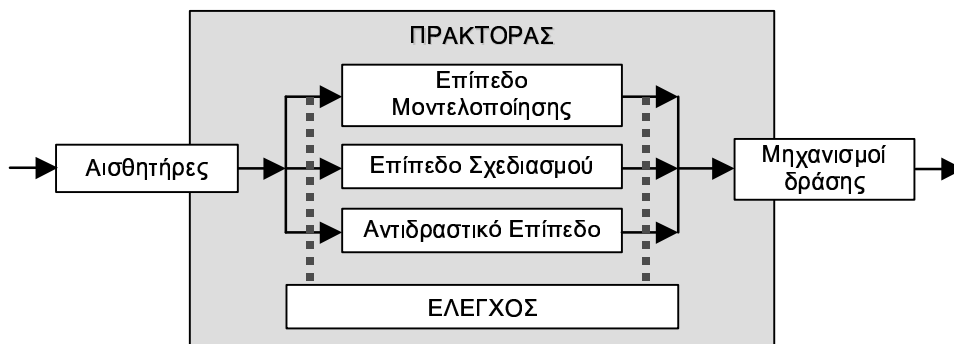 ΠΡΑΚΤΟΡΑΣ
Επίπεδο
Μοντελοποίησης
Αισθητήρες
Επίπεδο Σχεδιασμού
Μηχανισμοί
δράσης
Αντιδραστικό Επίπεδο
ΕΛΕΓΧΟΣ